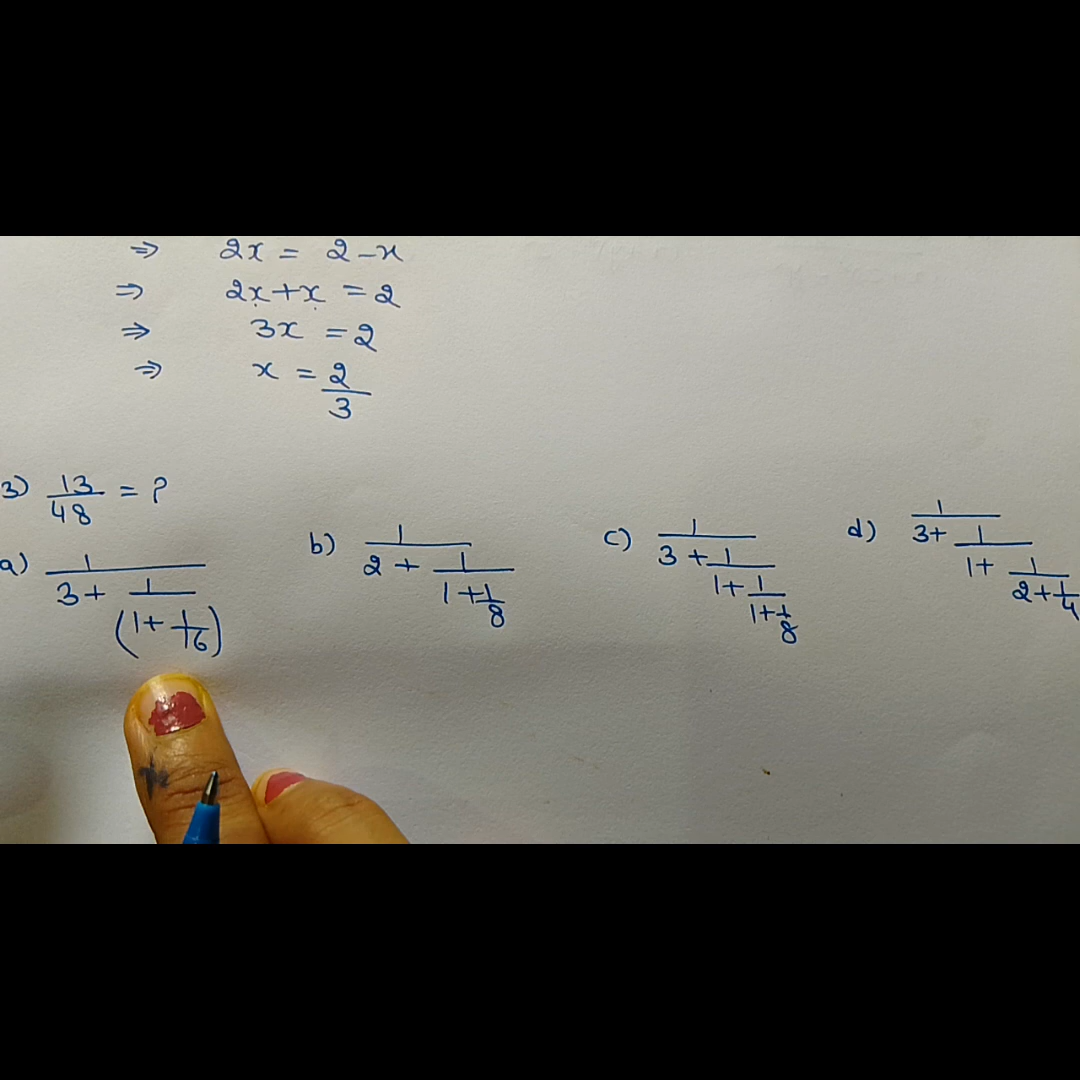 ⇒ 2x = 2 - x
⇒ 2x + x = 2
⇒ 3x = 2
⇒ x = 2/3
3) 13/48 = ?
a) 1/(3 + 1/(1 + 1/16))
b) 1/(2 + 1/(1 + 1/8))
c) 1/(3 + 1/(1 + 1/(1 + 1/8)))
d) 1/(3 + 1/(1 + 1/(2 + 1/4)))